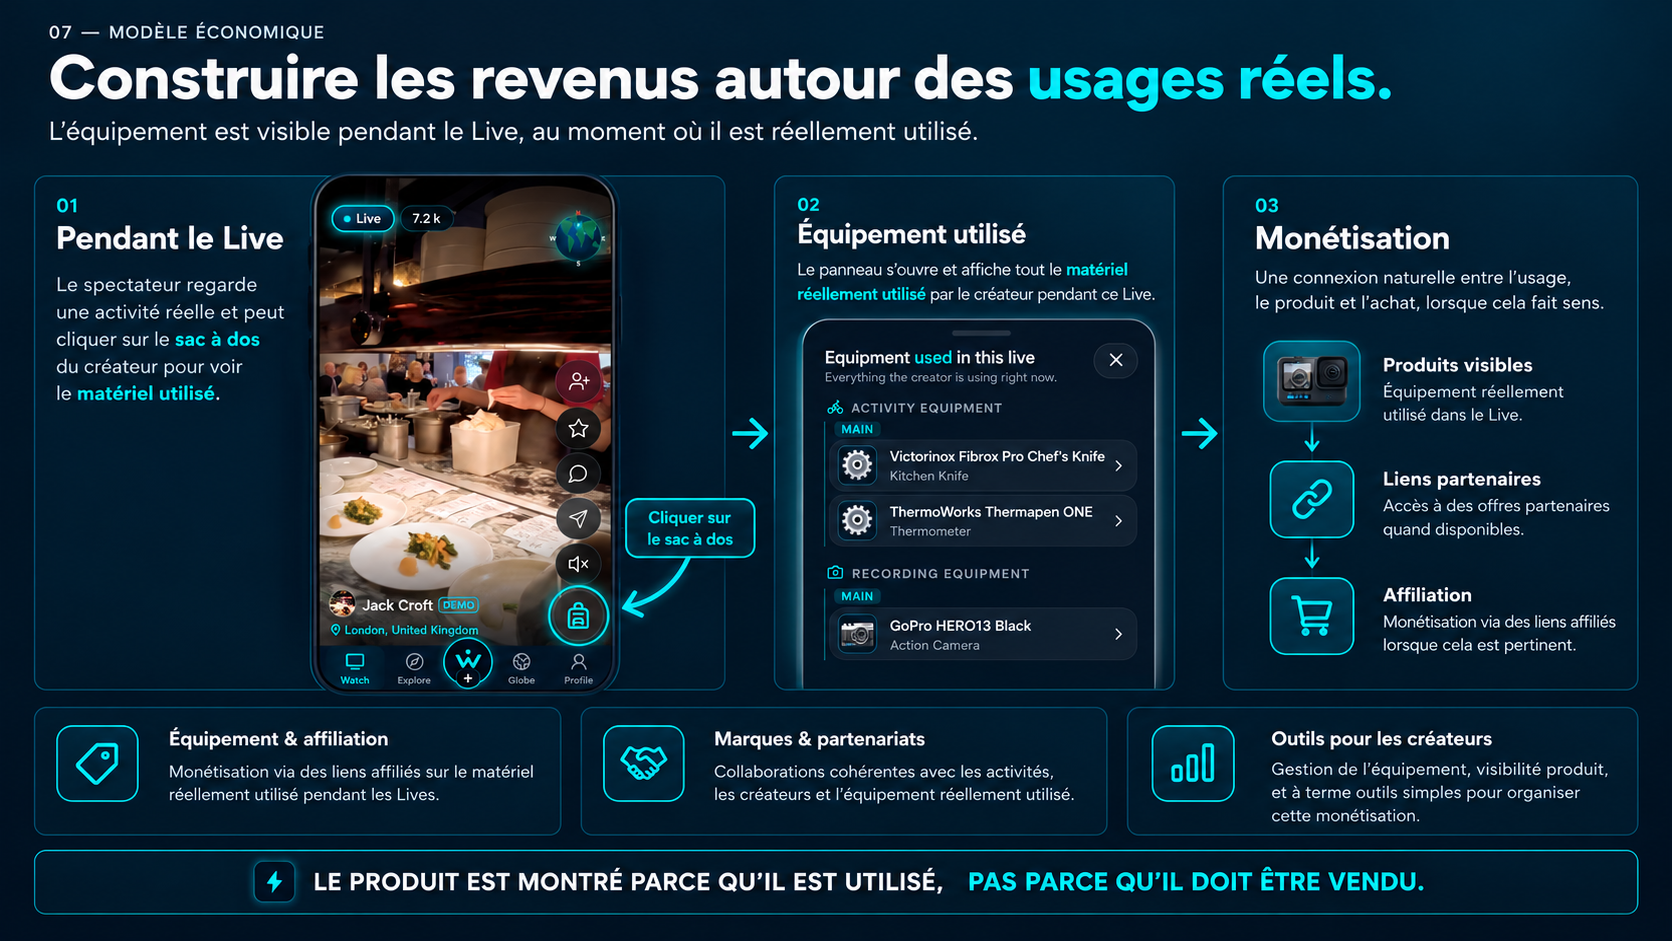 07 — MODÈLE ÉCONOMIQUE
Construire les revenus autour des usages réels.
L'équipement est visible pendant le Live, au moment où il est réellement utilisé.
01
Pendant le Live
Le spectateur regarde
une activité réelle et peut
cliquer sur le sac à dos
du créateur pour voir
le matériel utilisé.
Live
7.2 k
N
W
E
S
Jack Croft DEMO
London, United Kingdom
Watch
Explore
Globe
Profile
Cliquer sur
le sac à dos
02
Équipement utilisé
Le panneau s'ouvre et affiche tout le matériel
réellement utilisé par le créateur pendant ce Live.
Equipment used in this live
Everything the creator is using right now.
ACTIVITY EQUIPMENT
MAIN
Victorinox Fibrox Pro Chef's Knife
Kitchen Knife
ThermoWorks Thermapen ONE
Thermometer
RECORDING EQUIPMENT
MAIN
GoPro HERO13 Black
Action Camera
03
Monétisation
Une connexion naturelle entre l'usage,
le produit et l'achat, lorsque cela fait sens.
Produits visibles
Équipement réellement
utilisé dans le Live.
Liens partenaires
Accès à des offres partenaires
quand disponibles.
Affiliation
Monétisation via des liens affiliés
lorsque cela est pertinent.
Équipement & affiliation
Monétisation via des liens affiliés sur le matériel
réellement utilisé pendant les Lives.
Marques & partenariats
Collaborations cohérentes avec les activités,
les créateurs et l'équipement réellement utilisé.
Outils pour les créateurs
Gestion de l'équipement, visibilité produit,
et à terme outils simples pour organiser
cette monétisation.
LE PRODUIT EST MONTRÉ PARCE QU'IL EST UTILISÉ, PAS PARCE QU'IL DOIT ÊTRE VENDU.